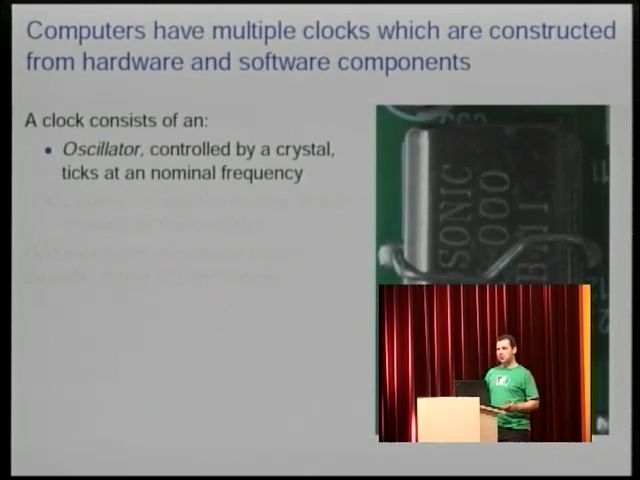 Computers have multiple clocks which are constructed
from hardware and software components
A clock consists of an:
• Oscillator, controlled by a crystal,
ticks at an nominal frequency
SONIC
000